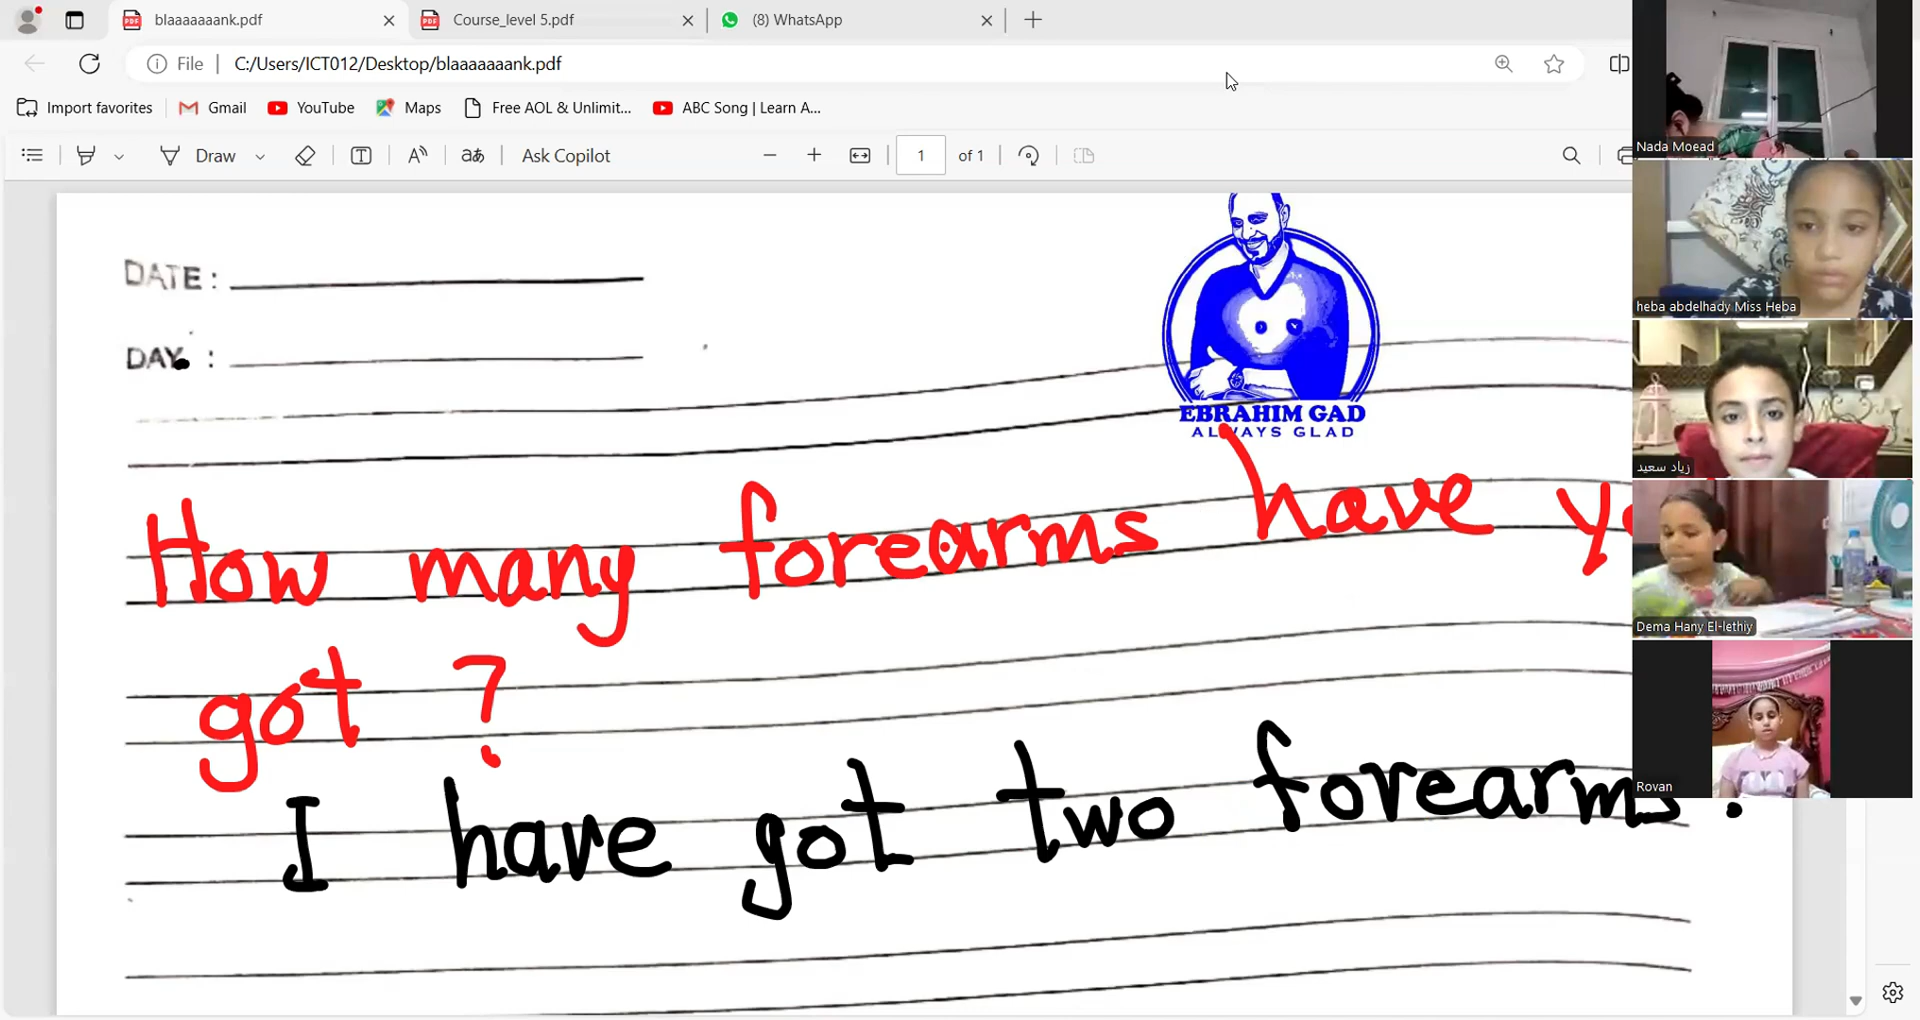 blaaaaaaank.pdf
Course_level 5.pdf
(8) WhatsApp
File
C:/Users/ICT012/Desktop/blaaaaaaank.pdf
Import favorites
Gmail
YouTube
Maps
Free AOL & Unlimit...
ABC Song | Learn A...
Draw
aあ
Ask Copilot
1
of 1
DATE :
DAY :
EBRAHIM GAD
ALWAYS GLAD
How many forearms have
got ?
I have got two forearms.
Nada Moead
heba abdelhady Miss Heba
زياد سعيد
Dema Hany El-lethiy
Rovan